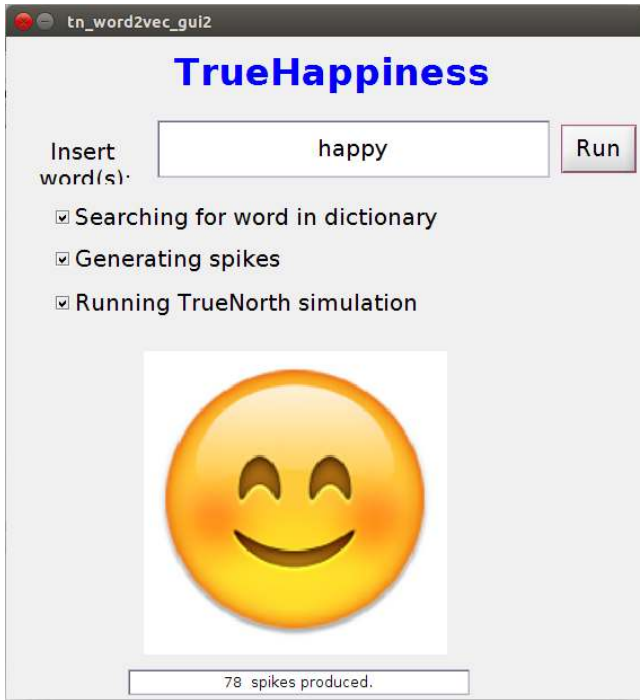 tn_word2vec_gui2
TrueHappiness
Insert
word(s):
happy
Run
Searching for word in dictionary
Generating spikes
Running TrueNorth simulation
78 spikes produced.